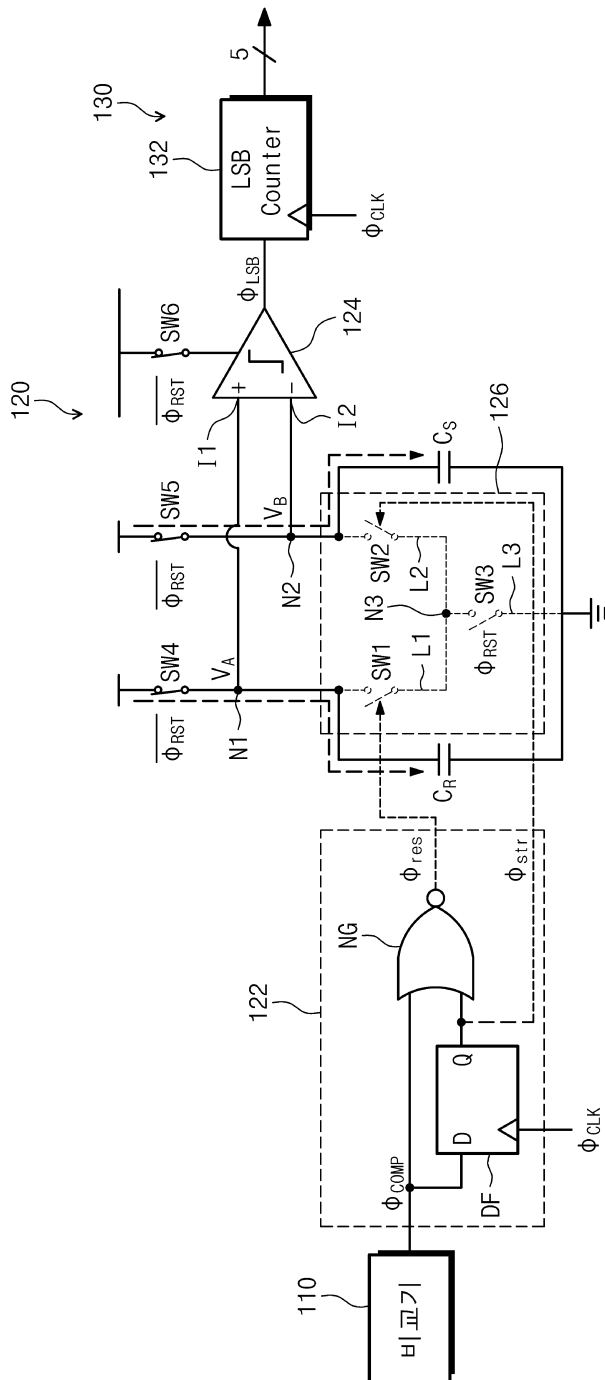 120
130
132
5
LSB
Counter
ΦCLK
ΦLSB
SW6
ΦRST
124
I1
I2
+
−
SW5
ΦRST
VB
N2
SW4
ΦRST
VA
N1
126
CS
CR
SW1
SW2
SW3
N3
L1
L2
L3
ΦRST
Φres
Φstr
122
NG
Q
D
DF
ΦCLK
ΦCOMP
110
비교기